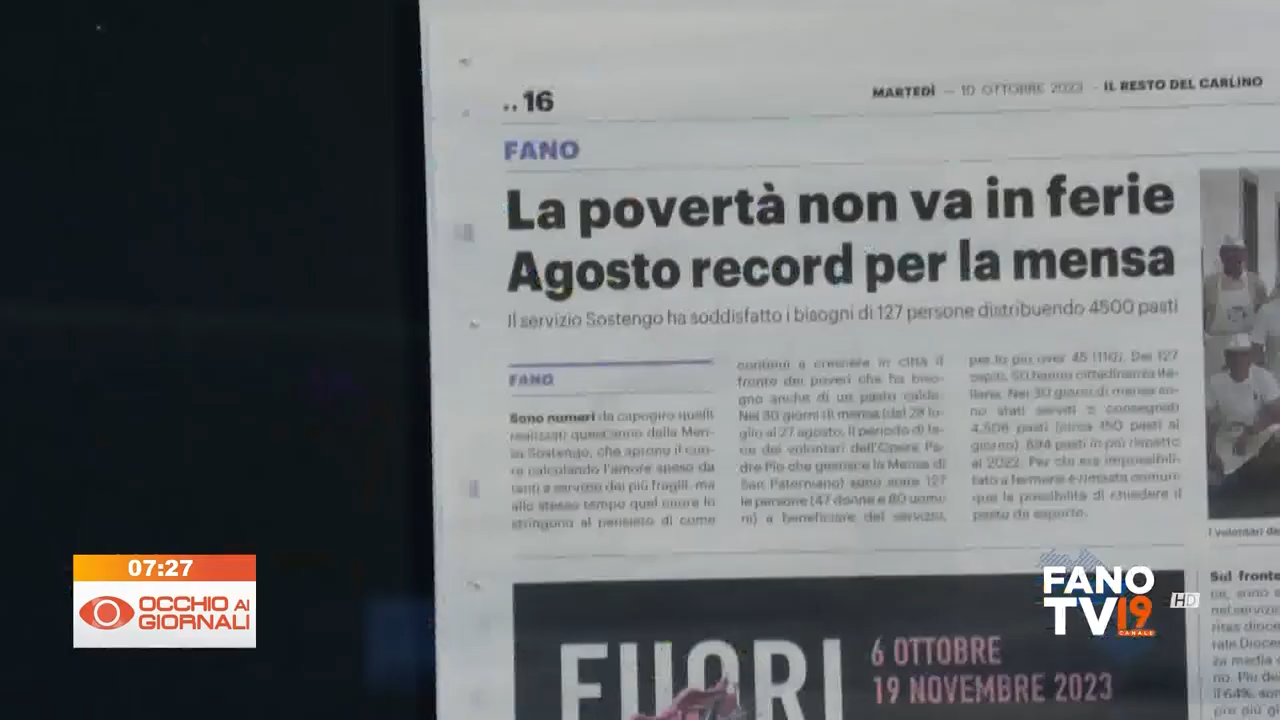 .. 16
MARTEDÌ — 10 OTTOBRE 2023 – IL RESTO DEL CARLINO
FANO
La povertà non va in ferie
Agosto record per la mensa
Il servizio Sostengo ha soddisfatto i bisogni di 127 persone distribuendo 4500 pasti
FANO
Sono numeri da capogiro quelli
realizzati quest'anno dalla Men-
sa Sostengo, che aprono il cuo-
re calcolando l'amore speso da
tanti a servizio dei più fragili ma
allo stesso tempo quel cuore lo
stringono al pensiero di come
continui a crescere in città il
fronte dei poveri che ha biso-
gno anche di un pasto caldo.
Nei 30 giorni di mensa (dal 28 lu-
glio al 27 agosto, il periodo di fe-
rie dei volontari dell'Opera Pa-
dre Pio che gestisce la Mensa di
San Paterniano) sono state 127
le persone (47 donne e 80 uomi-
ni) a beneficiare del servizio,
per lo più over 45 (110). Dei 127
ospiti, 50 hanno cittadinanza ita-
liana. Nei 30 giorni di mensa so-
no stati serviti o consegnati
4.506 pasti (circa 150 pasti al
giorno), 694 pasti in più rispetto
al 2022. Per chi era impossibili-
tato a fermarsi è rimasta comun-
que la possibilità di chiedere il
pasto da asporto.
I volontari
Sul fronte
FUORI
6 OTTOBRE
19 NOVEMBRE 2023
07:27
OCCHIO AI
GIORNALI
FANO
TV19
CANALE
HD